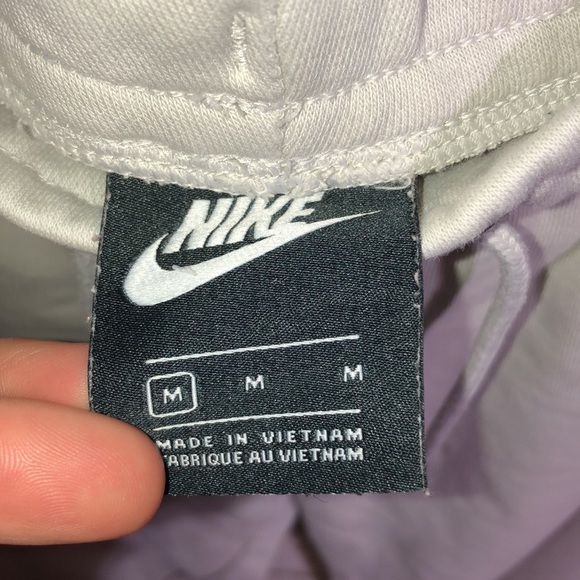 NIKE
M M M
MADE IN VIETNAM
FABRIQUE AU VIETNAM